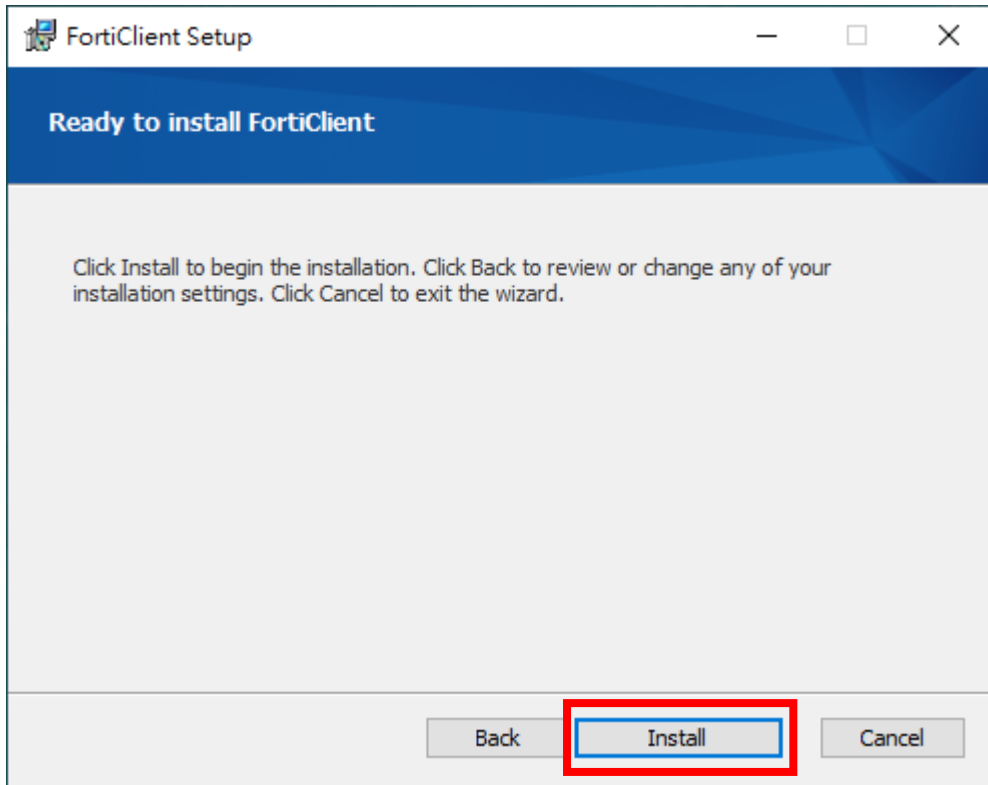 FortiClient Setup
Ready to install FortiClient
Click Install to begin the installation. Click Back to review or change any of your
installation settings. Click Cancel to exit the wizard.
Back
Install
Cancel